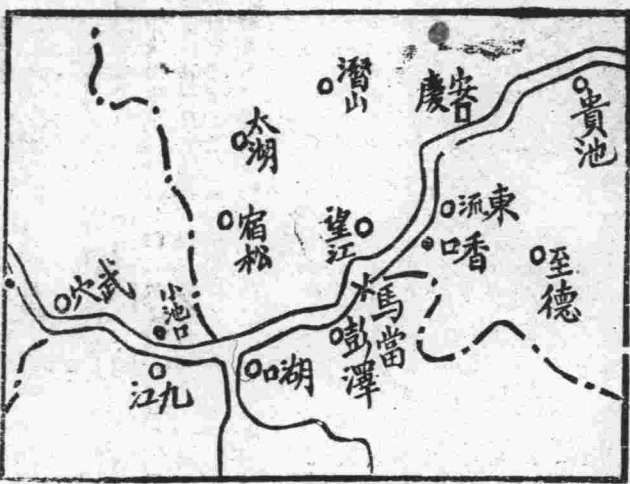 潛山
安慶
貴池
太湖
東流
宿松
望江
香口
至德
武穴
小池口
馬當
彭澤
湖口
九江